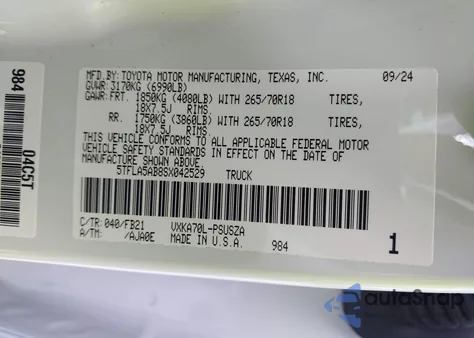 MFD.BY: TOYOTA MOTOR MANUFACTURING, TEXAS, INC. 09/24
GVWR: 3170KG (6990LB)
GAWR: FRT. 1850KG (4080LB) WITH 265/70R18 TIRES,
18X7.5J RIMS
RR. 1750KG (3860LB) WITH 265/70R18 TIRES,
18X7.5J RIMS
THIS VEHICLE CONFORMS TO ALL APPLICABLE FEDERAL MOTOR
VEHICLE SAFETY STANDARDS IN EFFECT ON THE DATE OF
MANUFACTURE SHOWN ABOVE.
5TFLA5AB8SX042529 TRUCK
C/TR: 040/FB21 VXKA70L-PSUSZA
A/TM: /AJA0E MADE IN U.S.A. 984 1
984
04C5T
autoSnap